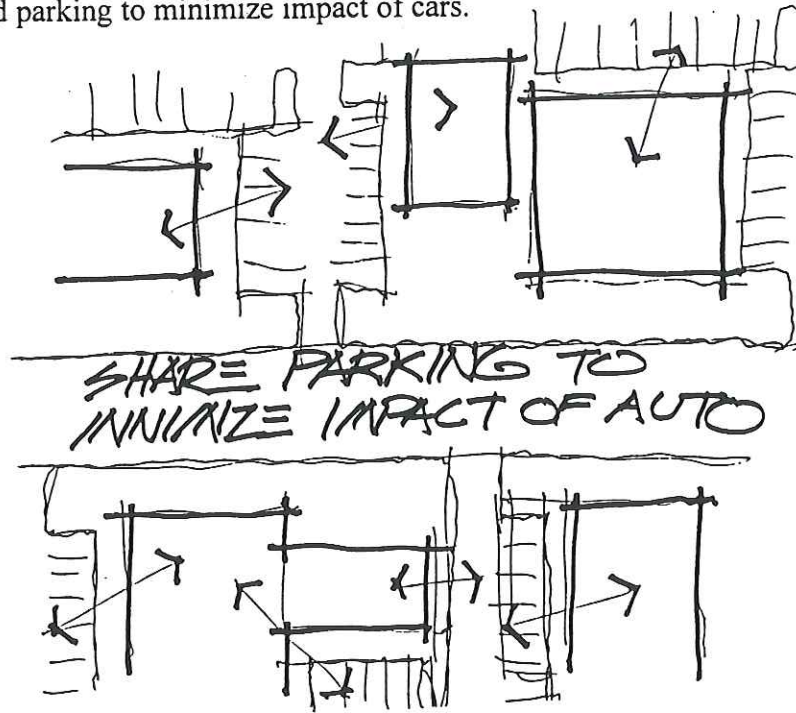 d parking to minimize impact of cars.
SHARE PARKING TO
MINIMIZE IMPACT OF AUTO